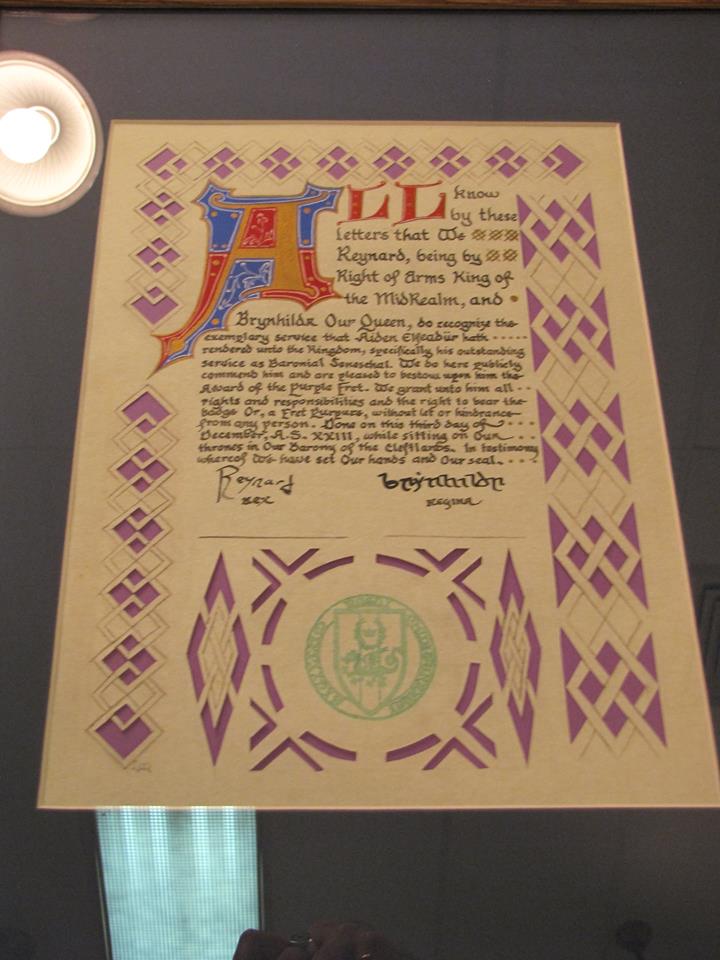 ALL know
by these
letters that We
Reynard, being by
Right of Arms King of
the MidRealm, and
Brynhildr Our Queen, do recognize the
exemplary service that Aiden Elfeadür hath
rendered unto the Kingdom, specifically his outstanding
service as Baronial Seneschal. We do here publicly
commend him and are pleased to bestow upon him the
Award of the Purple Fret. We grant unto him all
rights and responsibilities and the right to bear the
badge Or, a Fret Purpure, without let or hindrance
from any person. Done on this third day of
December, A.S. XXIII, while sitting on Our
thrones in Our Barony of the Cleftlands. In testimony
whereof We have set Our hands and Our seal.
Reynard Brynhildr
Rex Regina